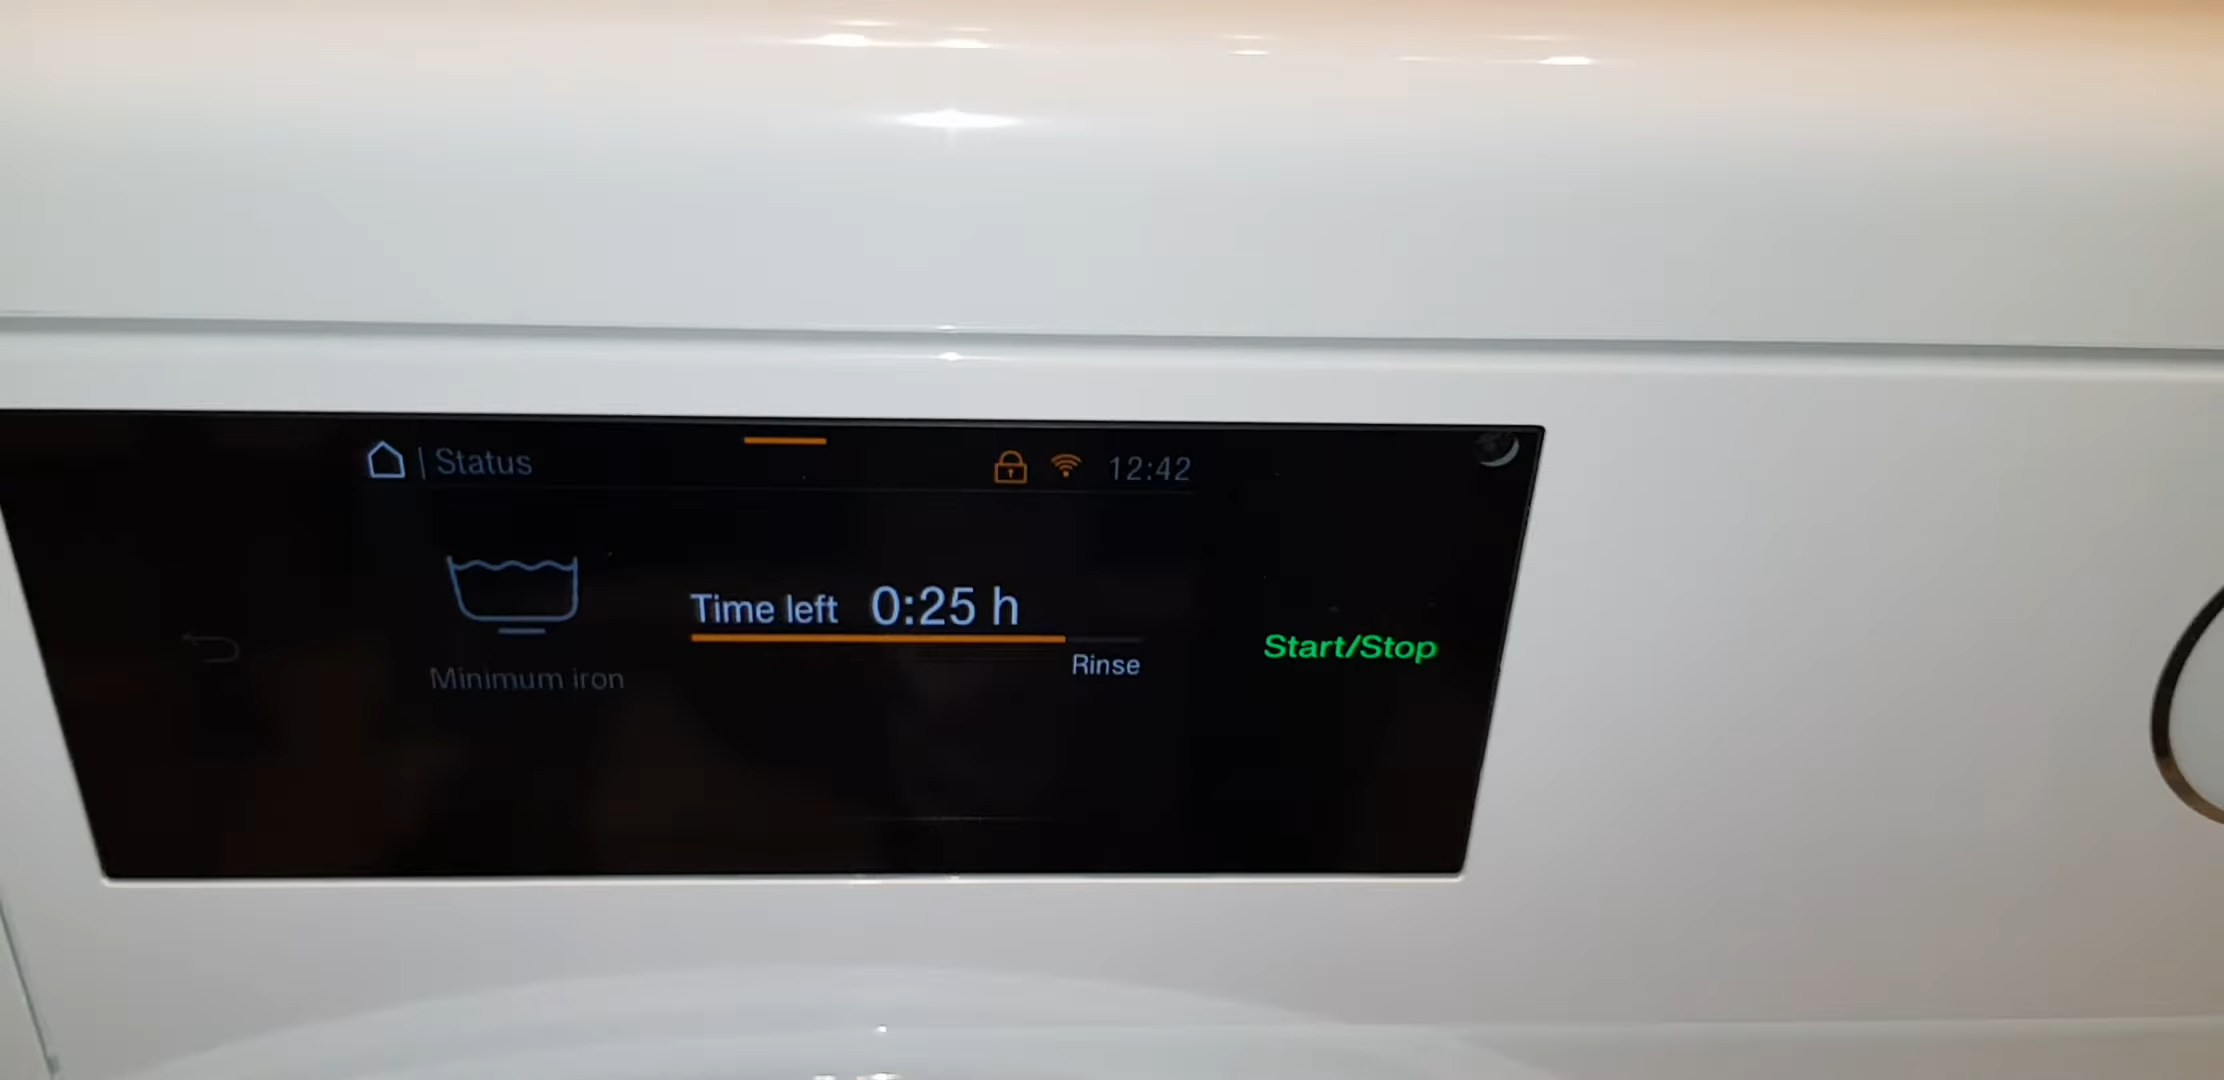 | Status
12:42
Time left 0:25 h
Rinse
Minimum iron
Start/Stop